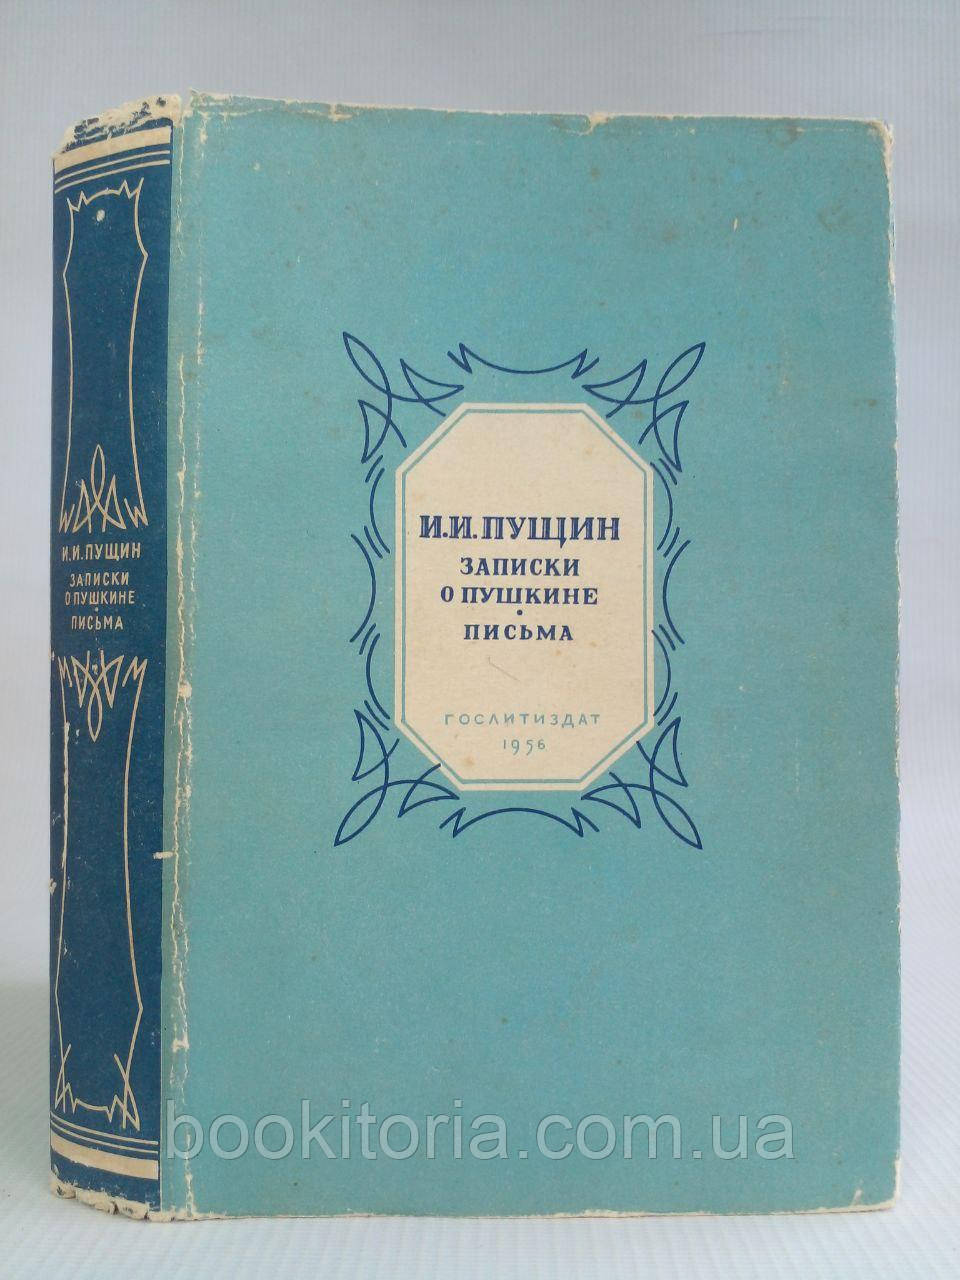 И.И. ПУЩИН
ЗАПИСКИ
О ПУШКИНЕ
•
ПИСЬМА
И.И. ПУЩИН
ЗАПИСКИ
О ПУШКИНЕ
•
ПИСЬМА
ГОСЛИТИЗДАТ
1956
bookitoria.com.ua